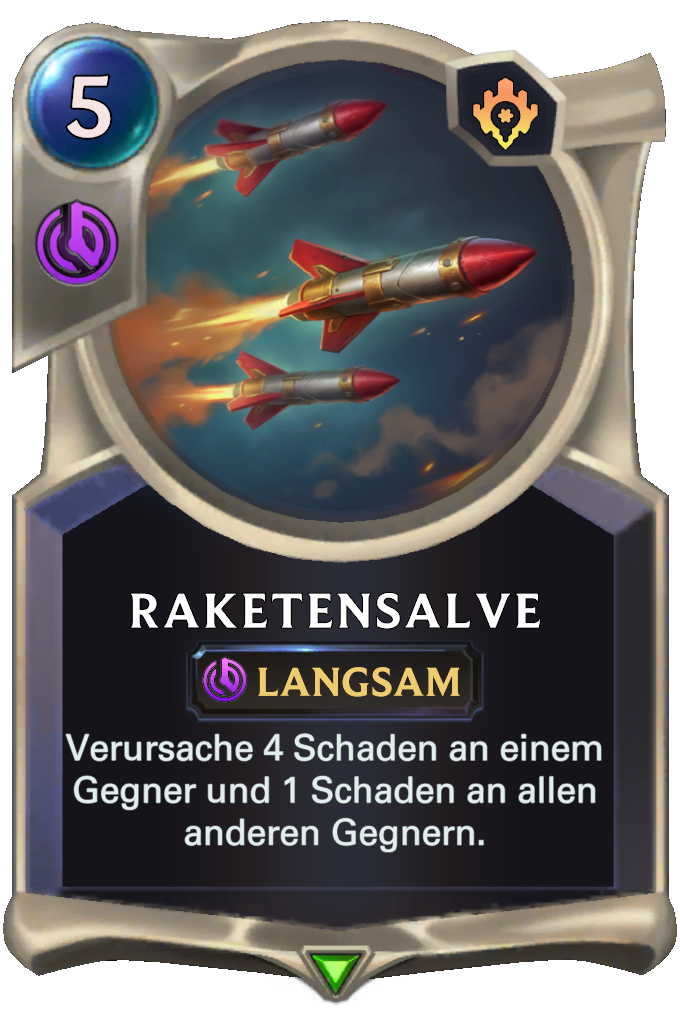 5
RAKETENSALVE
LANGSAM
Verursache 4 Schaden an einem
Gegner und 1 Schaden an allen
anderen Gegnern.